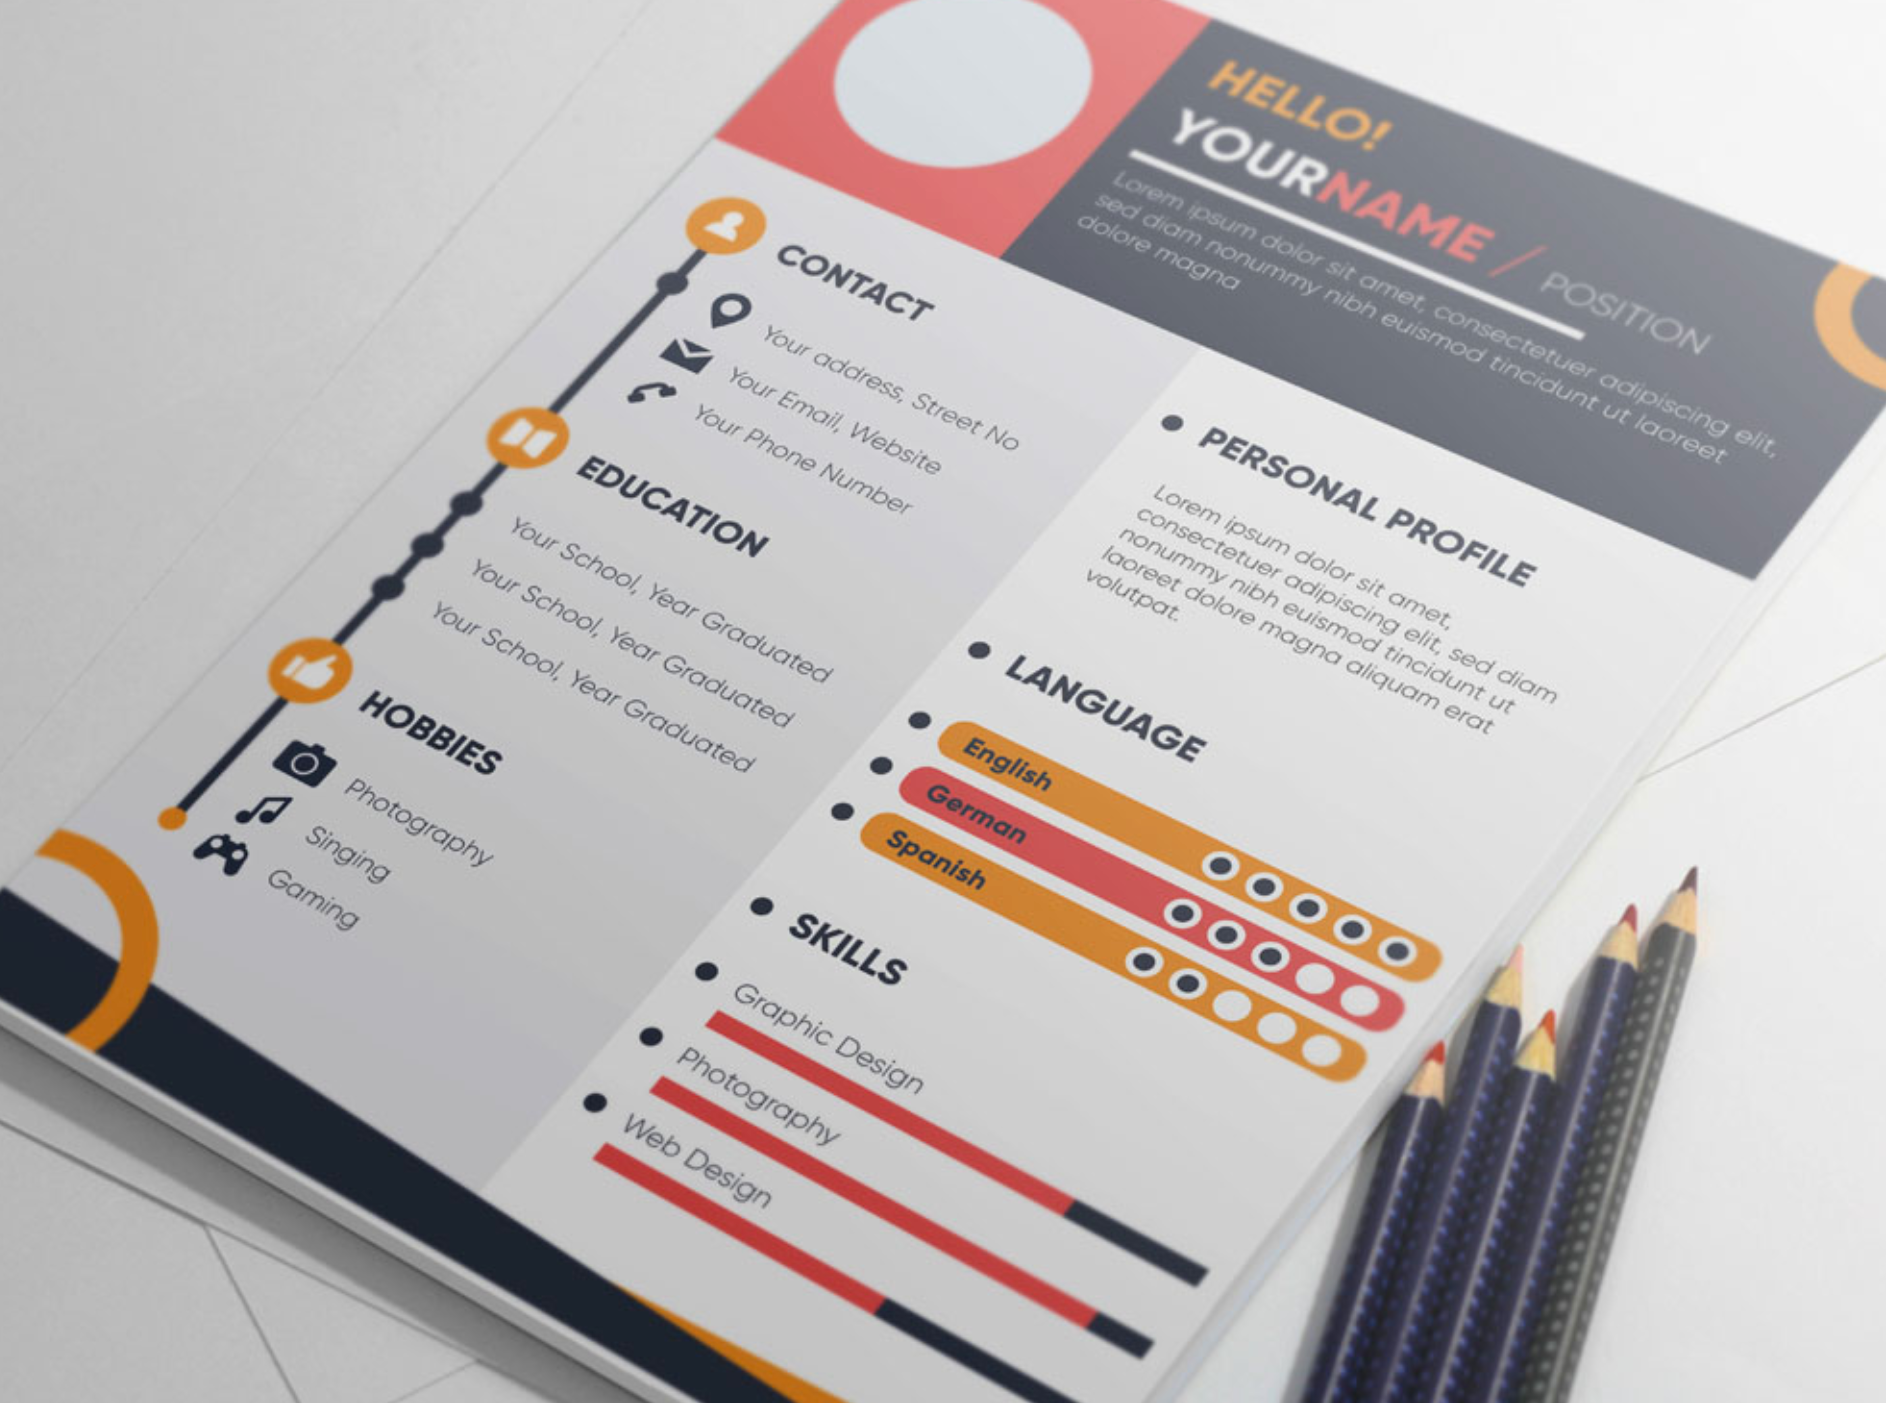 HELLO!
YOURNAME / POSITION
Lorem ipsum dolor sit amet, consectetuer adipiscing elit,
sed diam nonummy nibh euismod tincidunt ut laoreet
dolore magna
CONTACT
Your address, Street No
Your Email, Website
Your Phone Number
EDUCATION
Your School, Year Graduated
Your School, Year Graduated
Your School, Year Graduated
HOBBIES
Photography
Singing
Gaming
PERSONAL PROFILE
Lorem ipsum dolor sit amet,
consectetuer adipiscing elit, sed diam
nonummy nibh euismod tincidunt ut
laoreet dolore magna aliquam erat
volutpat.
LANGUAGE
English
German
Spanish
SKILLS
Graphic Design
Photography
Web Design